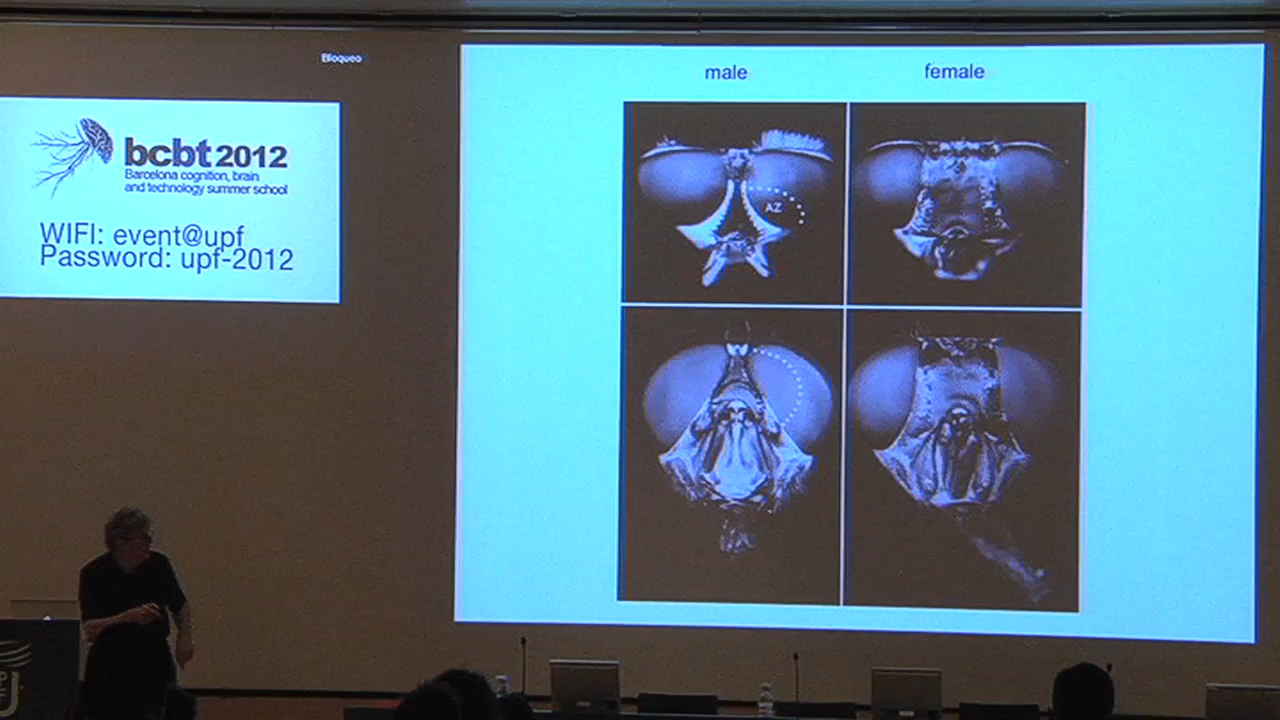 Bloqueo
bcbt 2012
Barcelona cognition, brain
and technology summer school
WIFI: event@upf
Password: upf-2012
male
female
AZ